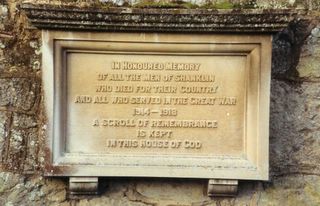 IN HONOURED MEMORY
OF ALL THE MEN OF SHANKLIN
WHO DIED FOR THEIR COUNTRY
AND ALL WHO SERVED IN THE GREAT WAR
1914 – 1918
A SCROLL OF REMEMBRANCE
IS KEPT
IN THIS HOUSE OF GOD